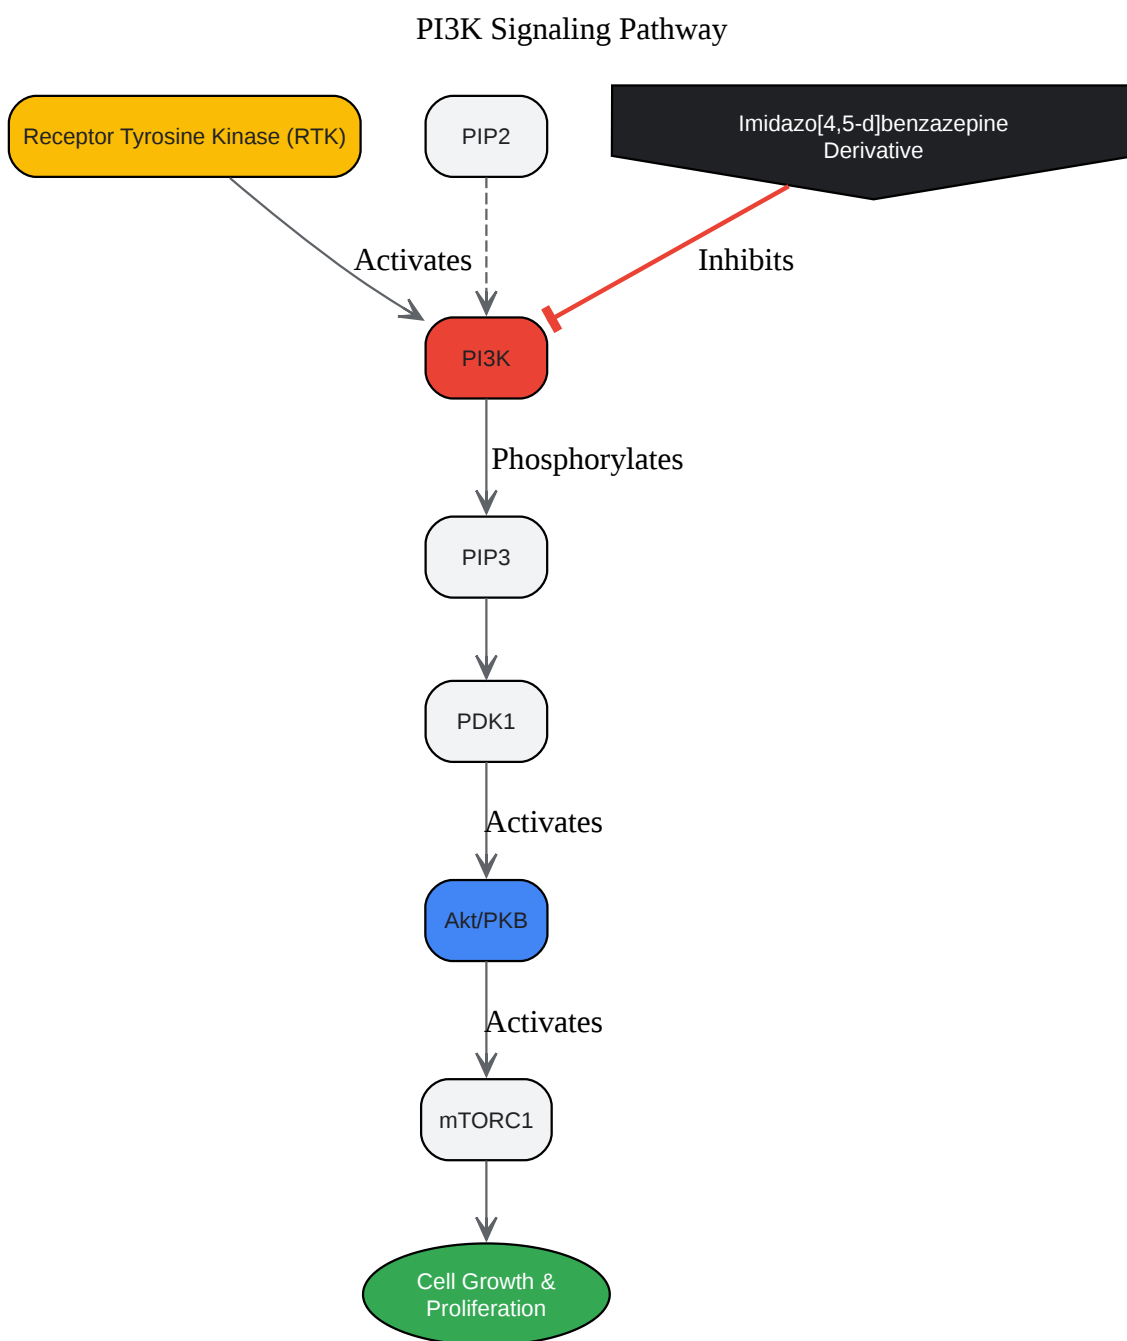 PI3K Signaling Pathway
Receptor Tyrosine Kinase (RTK)
PIP2
Imidazo[4,5-d]benzazepine
Derivative
Activates
Inhibits
PI3K
Phosphorylates
PIP3
PDK1
Activates
Akt/PKB
Activates
mTORC1
Cell Growth &
Proliferation